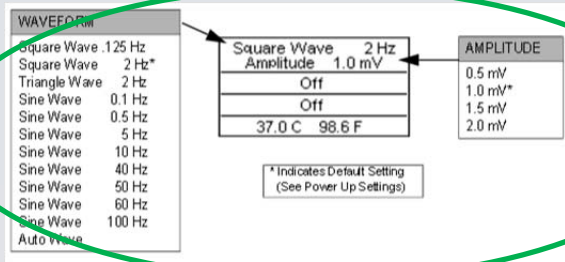 WAVEFORM
Square Wave .125 Hz
Square Wave 2 Hz*
Triangle Wave 2 Hz
Sine Wave 0.1 Hz
Sine Wave 0.5 Hz
Sine Wave 5 Hz
Sine Wave 10 Hz
Sine Wave 40 Hz
Sine Wave 50 Hz
Sine Wave 60 Hz
Sine Wave 100 Hz
Auto Wave
Square Wave 2 Hz
Amplitude 1.0 mV
Off
Off
37.0 C 98.6 F
* Indicates Default Setting
(See Power Up Settings)
AMPLITUDE
0.5 mV
1.0 mV*
1.5 mV
2.0 mV